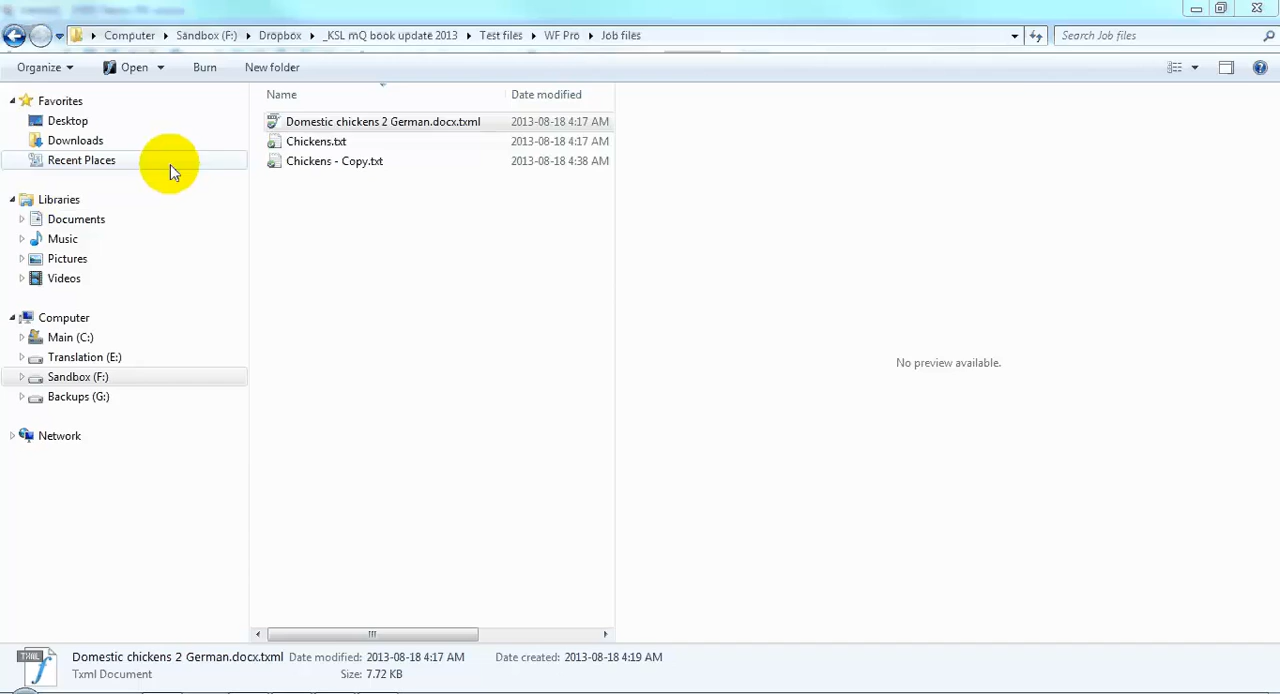 Computer Sandbox (F:) Dropbox _KSL mQ book update 2013 Test files WF Pro Job files Search Job files
Organize Open Burn New folder
Favorites
Desktop
Downloads
Recent Places
Libraries
Documents
Music
Pictures
Videos
Computer
Main (C:)
Translation (E:)
Sandbox (F:)
Backups (G:)
Network
Name Date modified
Domestic chickens 2 German.docx.txml 2013-08-18 4:17 AM
Chickens.txt 2013-08-18 4:17 AM
Chickens - Copy.txt 2013-08-18 4:38 AM
No preview available.
TXML
Domestic chickens 2 German.docx.txml Date modified: 2013-08-18 4:17 AM Date created: 2013-08-18 4:19 AM
Txml Document Size: 7.72 KB